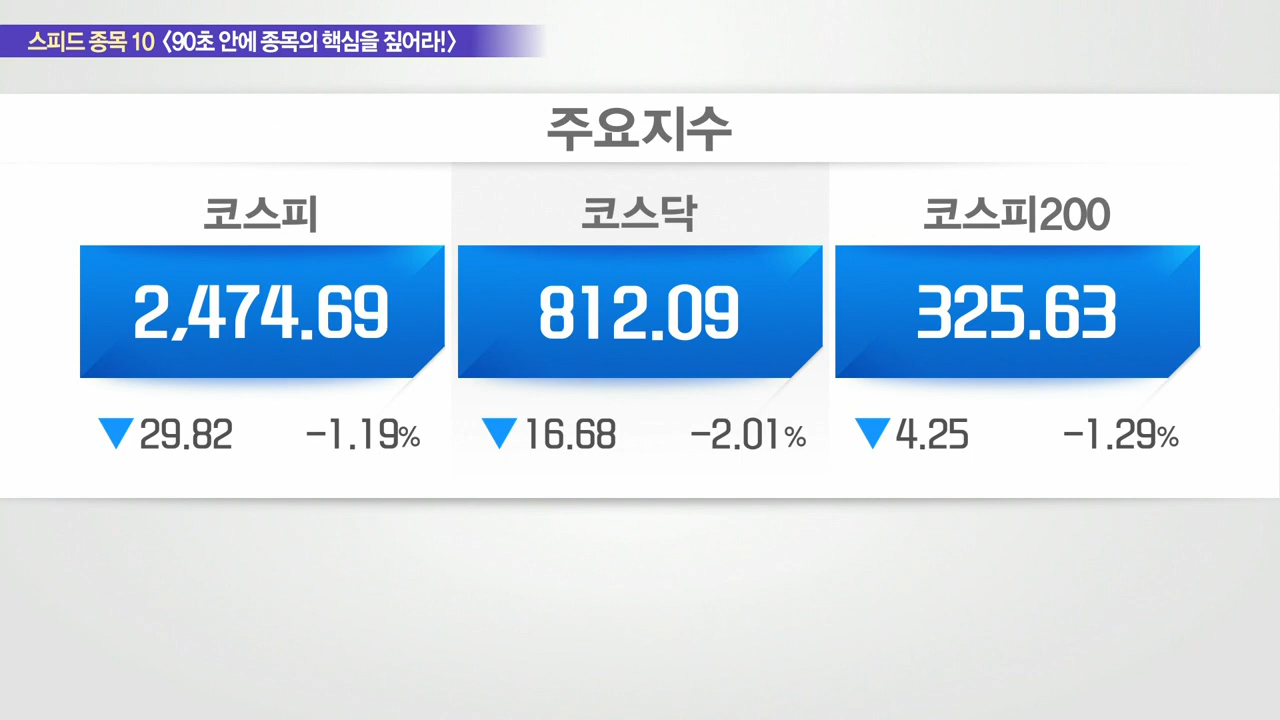 스피드 종목 10 〈90초 안에 종목의 핵심을 짚어라!〉
주요지수
코스피 코스닥 코스피200
2,474.69 812.09 325.63
▼29.82 -1.19% ▼16.68 -2.01% ▼4.25 -1.29%